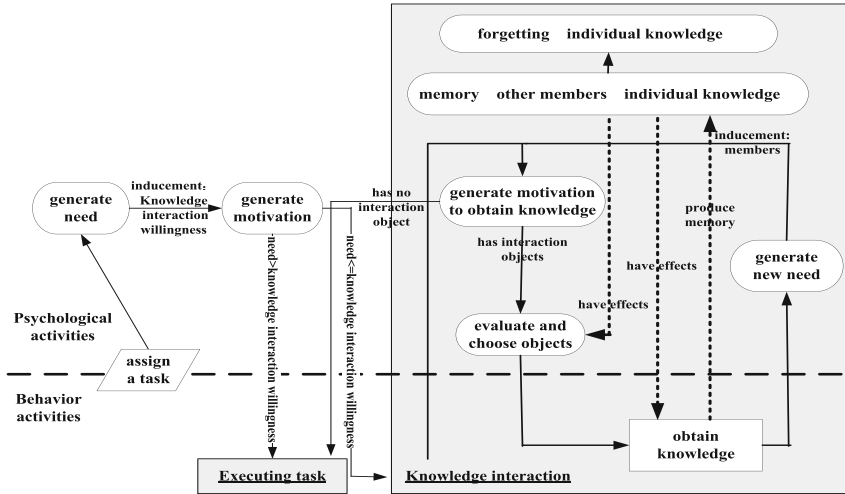 forgetting individual knowledge
memory other members individual knowledge
inducement:
members
generate
need
inducement:
Knowledge
interaction
willingness
generate
motivation
has no
interaction
object
generate motivation
to obtain knowledge
produce
memory
has interaction
objects
generate
new need
have effects
have effects
need>knowledge interaction willingness
need<=knowledge interaction willingness
evaluate and
choose objects
Psychological
activities
assign
a task
Behavior
activities
obtain
knowledge
Executing task
Knowledge interaction